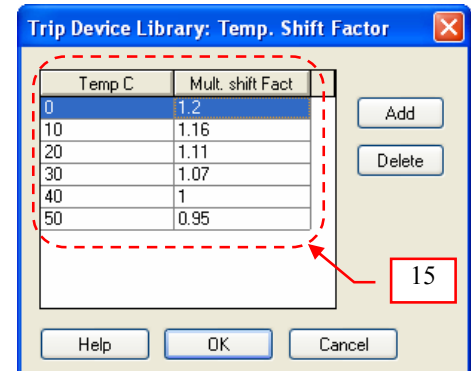 Trip Device Library: Temp. Shift Factor
Temp C Mult. shift Fact
0 1.2
10 1.16
20 1.11
30 1.07
40 1
50 0.95
Add
Delete
15
Help OK Cancel